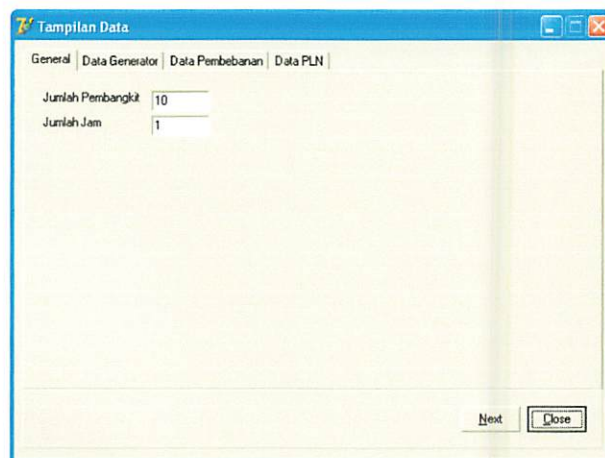 Tampilan Data
General Data Generator Data Pembebanan Data PLN
Jumlah Pembangkit 10
Jumlah Jam 1
Next Close